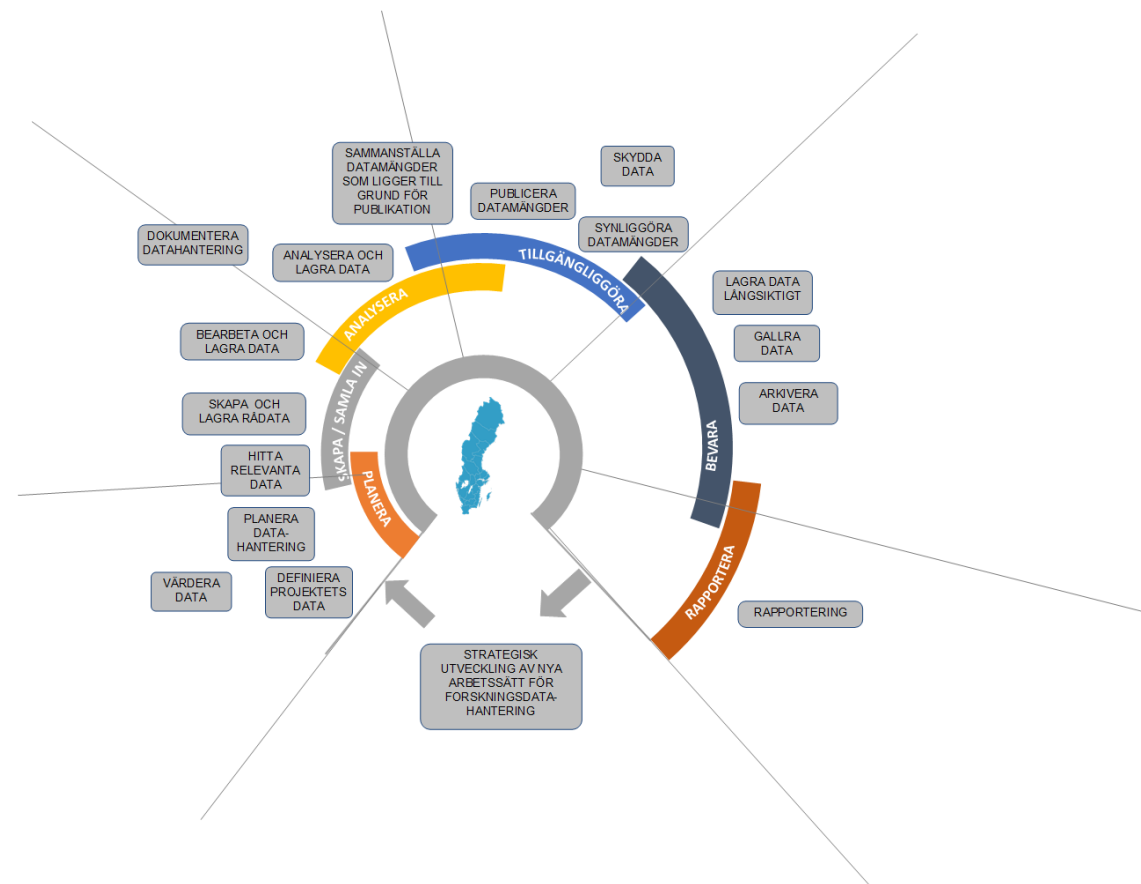 SAMMANSTÄLLA
DATAMÄNGDER
SOM LIGGER TILL
GRUND FÖR
PUBLIKATION
PUBLICERA
DATAMÄNGDER
SKYDDA
DATA
SYNLIGGÖRA
DATAMÄNGDER
DOKUMENTERA
DATAHANTERING
ANALYSERA OCH
LAGRA DATA
TILLGÄNGLIGGÖRA
ANALYSERA
LAGRA DATA
LÅNGSIKTIGT
GALLRA
DATA
ARKIVERA
DATA
BEVARA
BEARBETA OCH
LAGRA DATA
SKAPA / SAMLA IN
SKAPA OCH
LAGRA RÅDATA
HITTA
RELEVANTA
DATA
PLANERA
PLANERA
DATA-
HANTERING
VÄRDERA
DATA
DEFINIERA
PROJEKTETS
DATA
RAPPORTERA
RAPPORTERING
STRATEGISK
UTVECKLING AV NYA
ARBETSSÄTT FÖR
FORSKNINGSDATA-
HANTERING